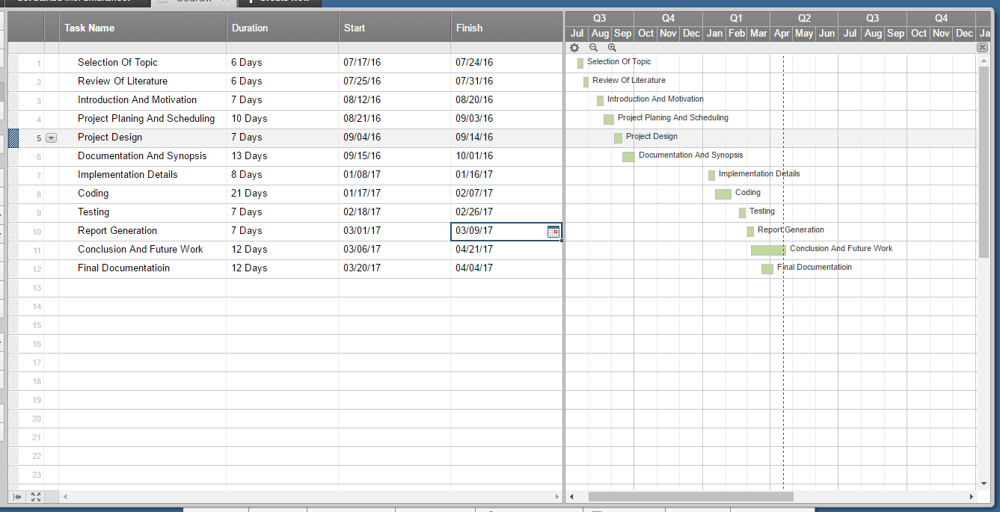 Task Name Duration Start Finish
Q3 Q4 Q1 Q2 Q3 Q4
Jul Aug Sep Oct Nov Dec Jan Feb Mar Apr May Jun Jul Aug Sep Oct Nov Dec Ja
1 Selection Of Topic 6 Days 07/17/16 07/24/16 Selection Of Topic
2 Review Of Literature 6 Days 07/25/16 07/31/16 Review Of Literature
3 Introduction And Motivation 7 Days 08/12/16 08/20/16 Introduction And Motivation
4 Project Planing And Scheduling 10 Days 08/21/16 09/03/16 Project Planing And Scheduling
5 Project Design 7 Days 09/04/16 09/14/16 Project Design
6 Documentation And Synopsis 13 Days 09/15/16 10/01/16 Documentation And Synopsis
7 Implementation Details 8 Days 01/08/17 01/16/17 Implementation Details
8 Coding 21 Days 01/17/17 02/07/17 Coding
9 Testing 7 Days 02/18/17 02/26/17 Testing
10 Report Generation 7 Days 03/01/17 03/09/17 Report Generation
11 Conclusion And Future Work 12 Days 03/06/17 04/21/17 Conclusion And Future Work
12 Final Documentatioin 12 Days 03/20/17 04/04/17 Final Documentatioin
13
14
15
16
17
18
19
20
21
22
23